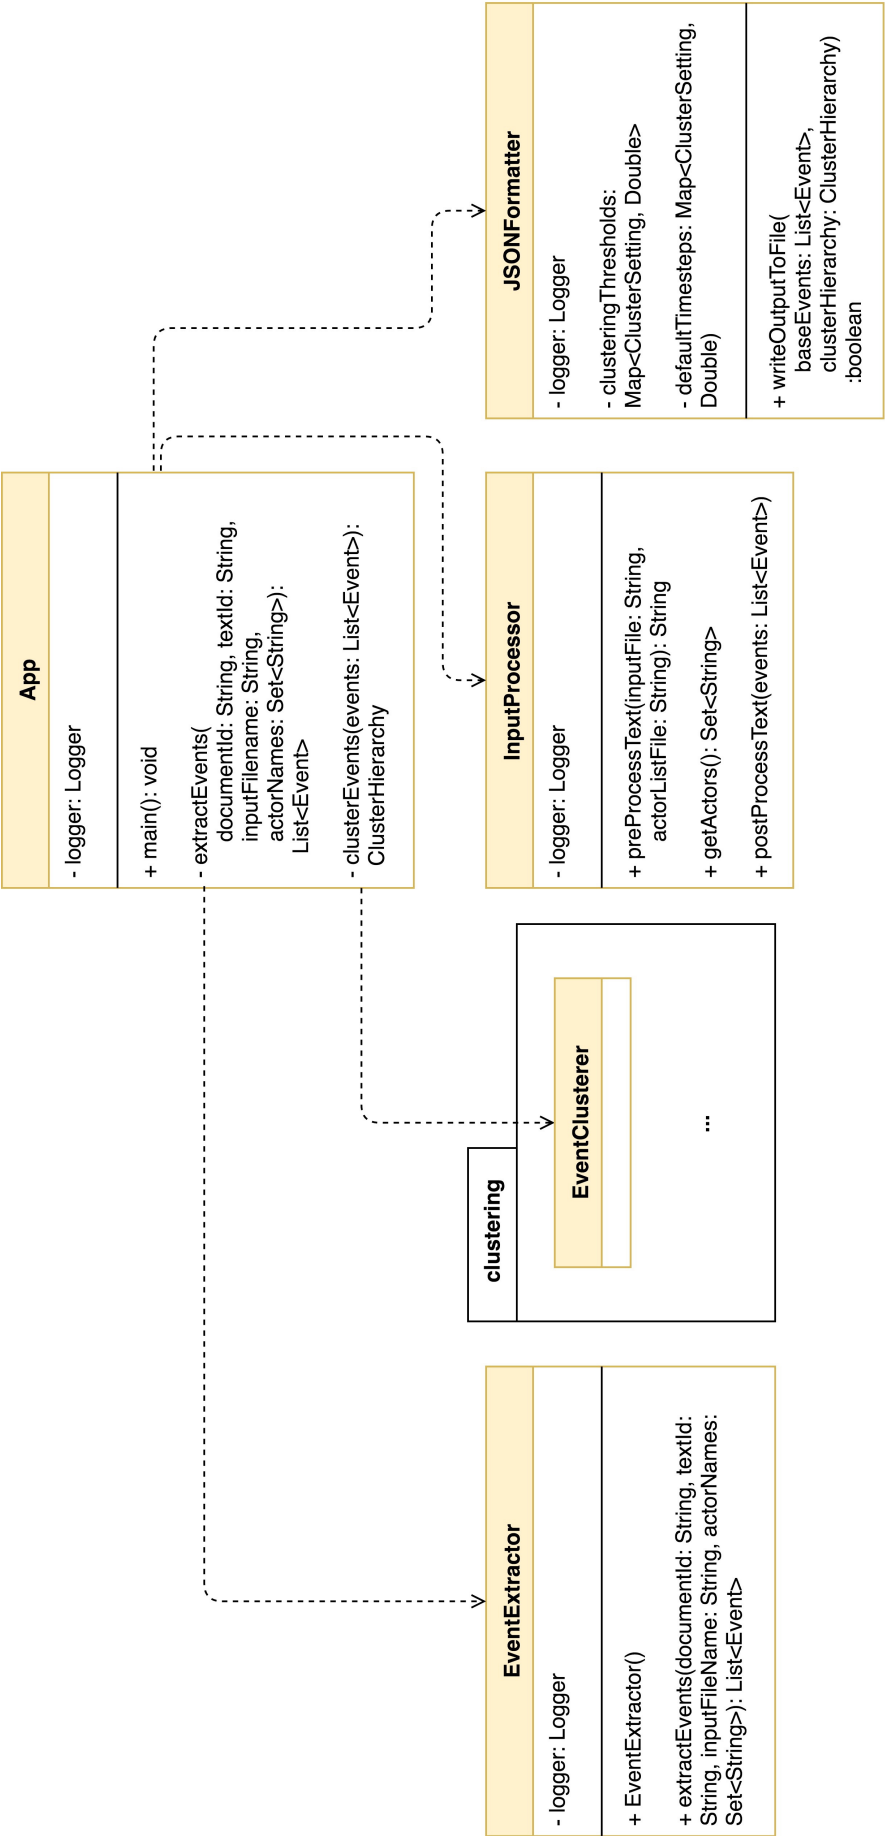 App
- logger: Logger
+ main(): void
- extractEvents(
documentId: String, textId: String,
inputFilename: String,
actorNames: Set<String>):
List<Event>
- clusterEvents(events: List<Event>):
ClusterHierarchy
EventExtractor
- logger: Logger
+ EventExtractor()
+ extractEvents(documentId: String, textId:
String, inputFileName: String, actorNames:
Set<String>): List<Event>
clustering
EventClusterer
...
InputProcessor
- logger: Logger
+ preProcessText(inputFile: String,
actorListFile: String): String
+ getActors(): Set<String>
+ postProcessText(events: List<Event>)
JSONFormatter
- logger: Logger
- clusteringThresholds:
Map<ClusterSetting, Double>
- defaultTimesteps: Map<ClusterSetting,
Double)
+ writeOutputToFile(
baseEvents: List<Event>,
clusterHierarchy: ClusterHierarchy)
:boolean